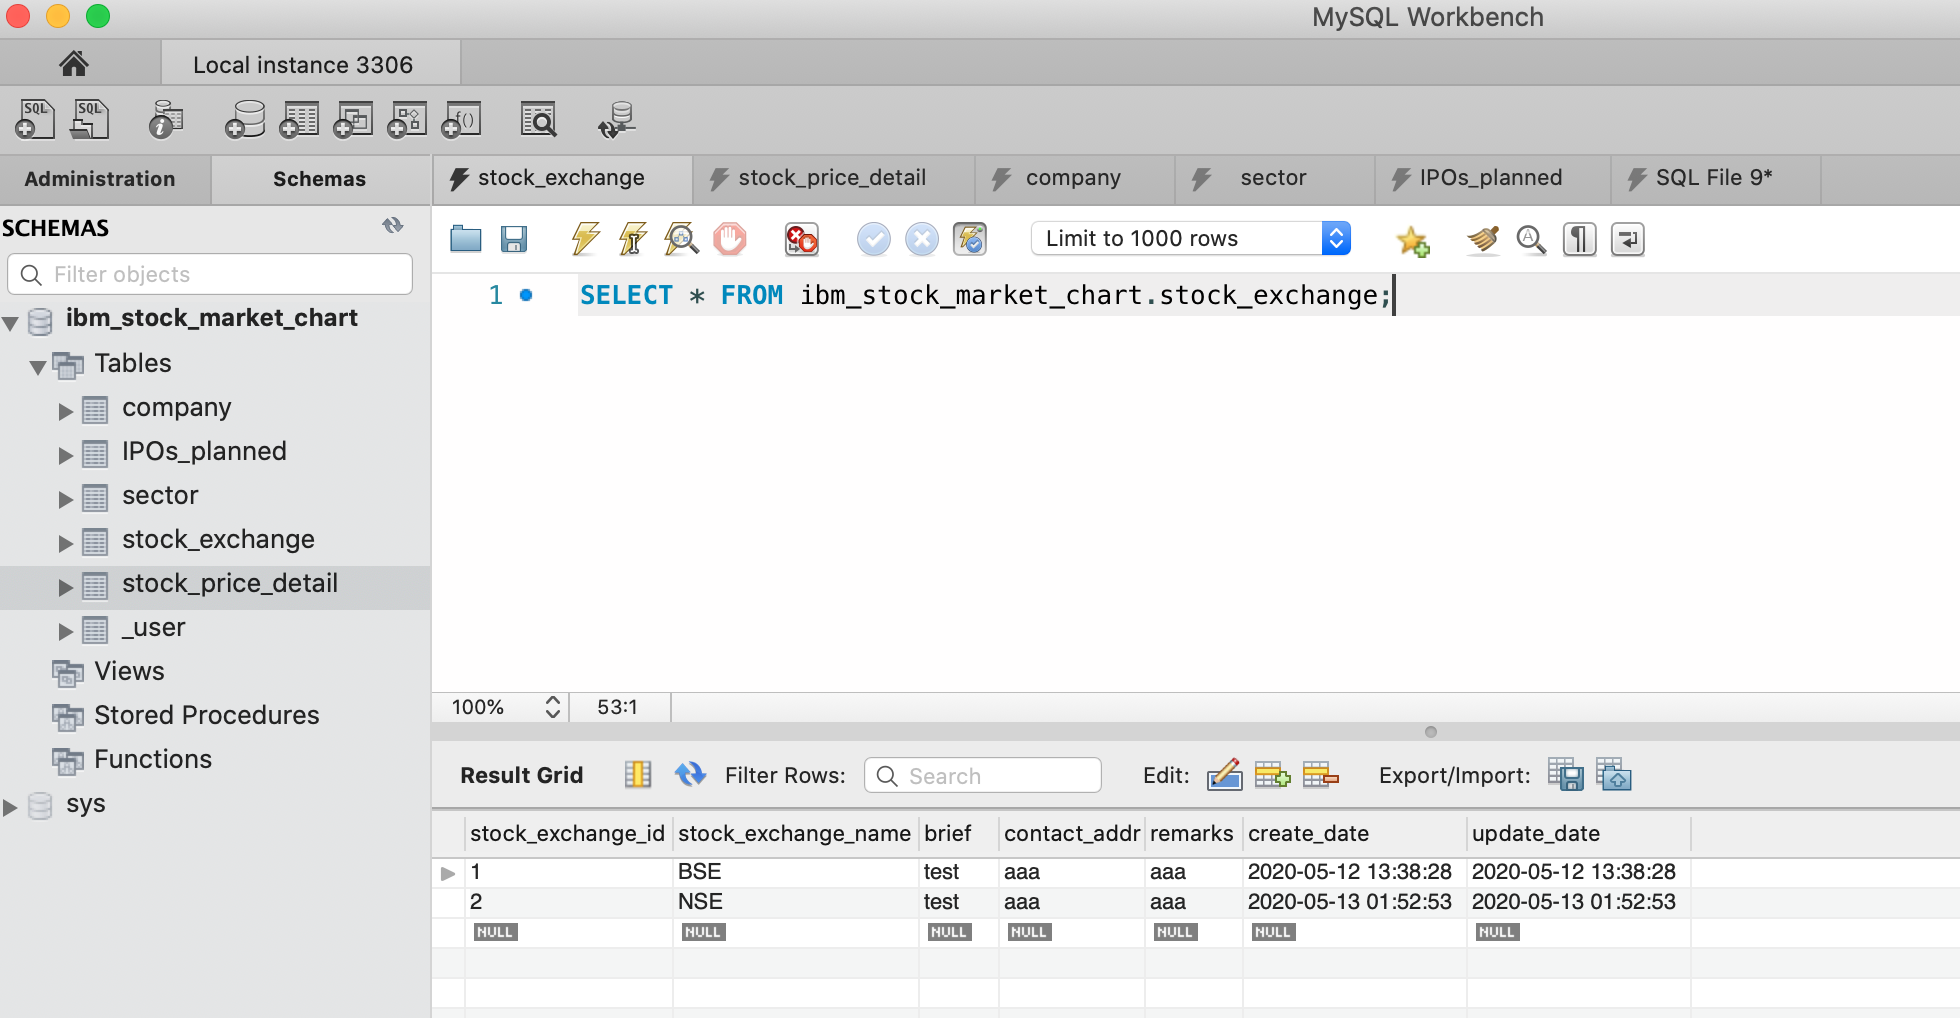 MySQL Workbench
Local instance 3306
SQL SQL i f()
Administration Schemas
stock_exchange stock_price_detail company sector IPOs_planned SQL File 9*
SCHEMAS
Filter objects
Limit to 1000 rows
1 SELECT * FROM ibm_stock_market_chart.stock_exchange;
ibm_stock_market_chart
Tables
company
IPOs_planned
sector
stock_exchange
stock_price_detail
_user
Views
Stored Procedures
Functions
sys
100% 53:1
Result Grid Filter Rows: Search Edit: Export/Import:
stock_exchange_id stock_exchange_name brief contact_addr remarks create_date update_date
1 BSE test aaa aaa 2020-05-12 13:38:28 2020-05-12 13:38:28
2 NSE test aaa aaa 2020-05-13 01:52:53 2020-05-13 01:52:53
NULL NULL NULL NULL NULL NULL NULL